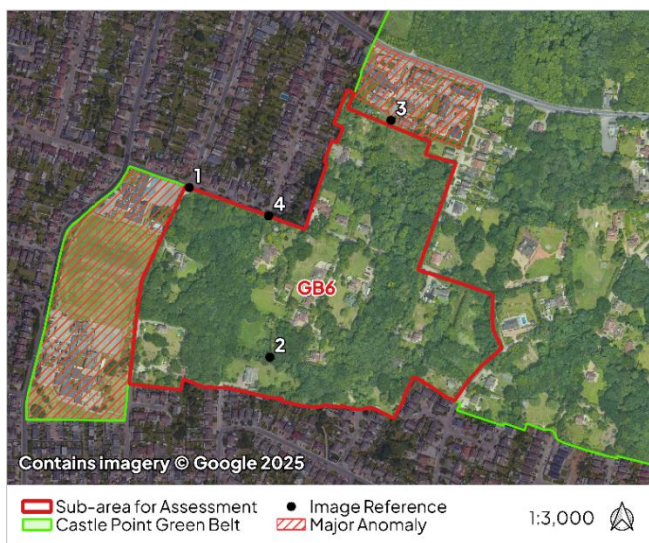 1
3
4
GB6
2
Contains imagery © Google 2025
Sub-area for Assessment
Image Reference
Castle Point Green Belt
Major Anomaly
1:3,000